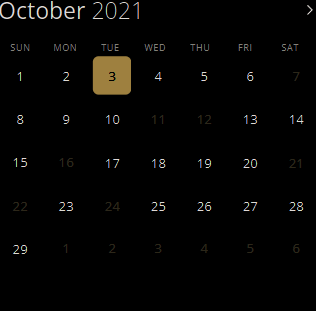 October 2021 >
SUN MON TUE WED THU FRI SAT
1 2 3 4 5 6 7
8 9 10 11 12 13 14
15 16 17 18 19 20 21
22 23 24 25 26 27 28
29 1 2 3 4 5 6